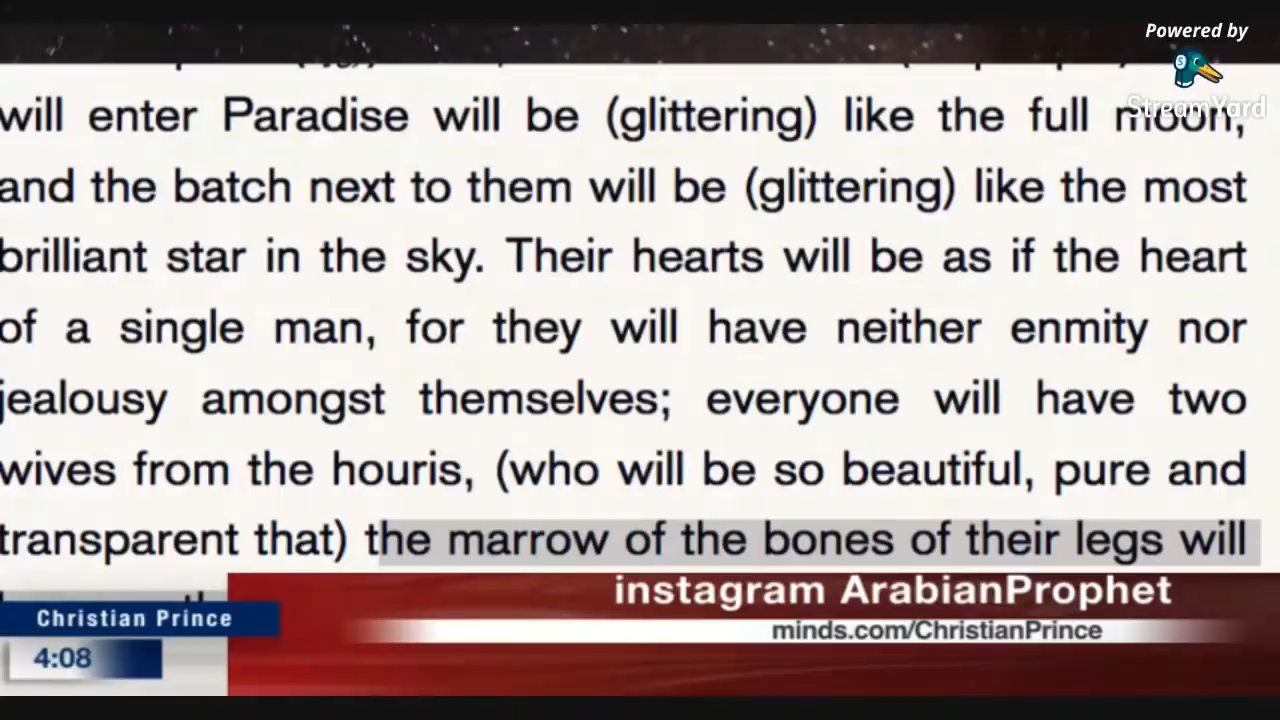 Powered by
StreamYard
will enter Paradise will be (glittering) like the full moon,
and the batch next to them will be (glittering) like the most
brilliant star in the sky. Their hearts will be as if the heart
of a single man, for they will have neither enmity nor
jealousy amongst themselves; everyone will have two
wives from the houris, (who will be so beautiful, pure and
transparent that) the marrow of the bones of their legs will
instagram ArabianProphet
Christian Prince
minds.com/ChristianPrince
4:08